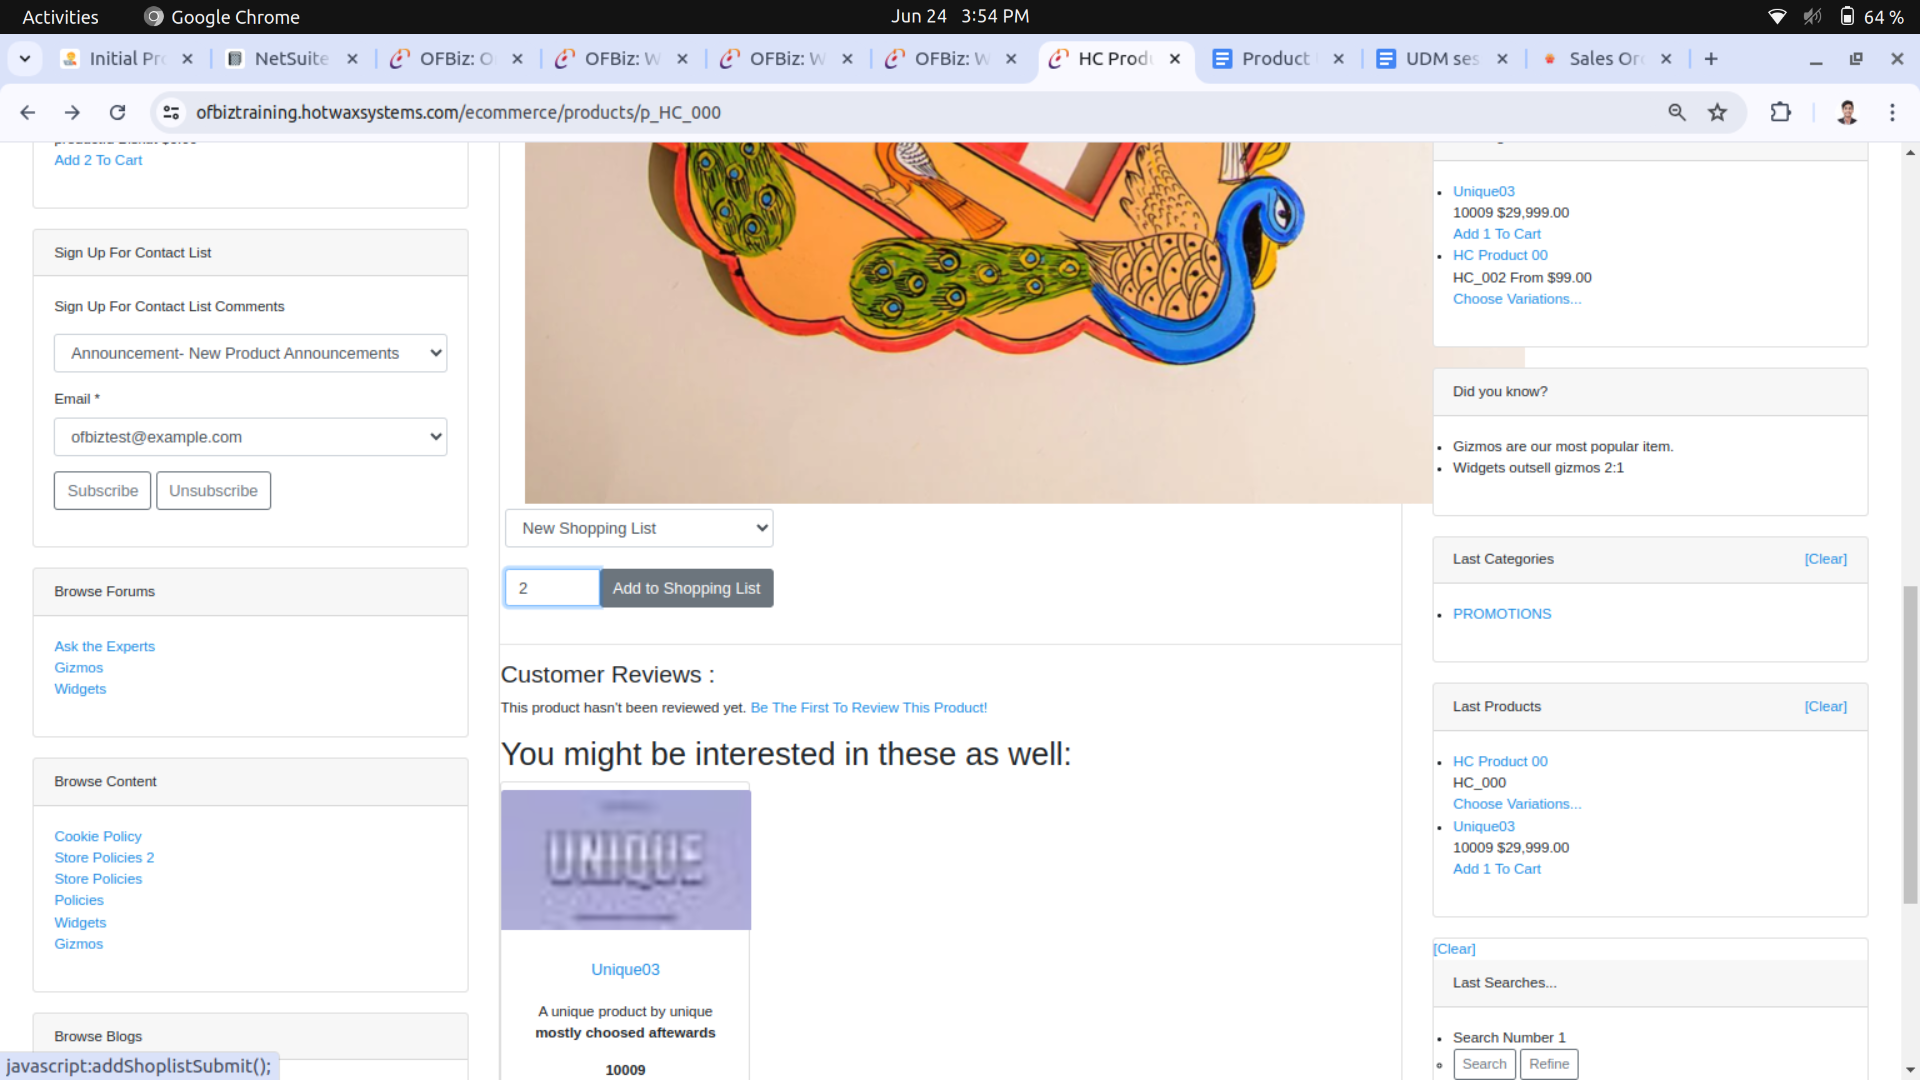 Activities
Google Chrome
Jun 24 3:54 PM
64 %
Initial Pr
NetSuite
OFBiz: O
OFBiz: W
OFBiz: W
OFBiz: W
HC Produ
Product
UDM ses
Sales Ord
ofbiztraining.hotwaxsystems.com/ecommerce/products/p_HC_000
Add 2 To Cart
Sign Up For Contact List
Sign Up For Contact List Comments
Announcement- New Product Announcements
Email *
ofbiztest@example.com
Subscribe
Unsubscribe
Browse Forums
Ask the Experts
Gizmos
Widgets
Browse Content
Cookie Policy
Store Policies 2
Store Policies
Policies
Widgets
Gizmos
Browse Blogs
javascript:addShoplistSubmit();
New Shopping List
2
Add to Shopping List
Customer Reviews :
This product hasn't been reviewed yet. Be The First To Review This Product!
You might be interested in these as well:
UNIQUE
Unique03
A unique product by unique
mostly choosed aftewards
10009
Unique03
10009 $29,999.00
Add 1 To Cart
HC Product 00
HC_002 From $99.00
Choose Variations...
Did you know?
Gizmos are our most popular item.
Widgets outsell gizmos 2:1
Last Categories
[Clear]
PROMOTIONS
Last Products
[Clear]
HC Product 00
HC_000
Choose Variations...
Unique03
10009 $29,999.00
Add 1 To Cart
[Clear]
Last Searches...
Search Number 1
Search
Refine